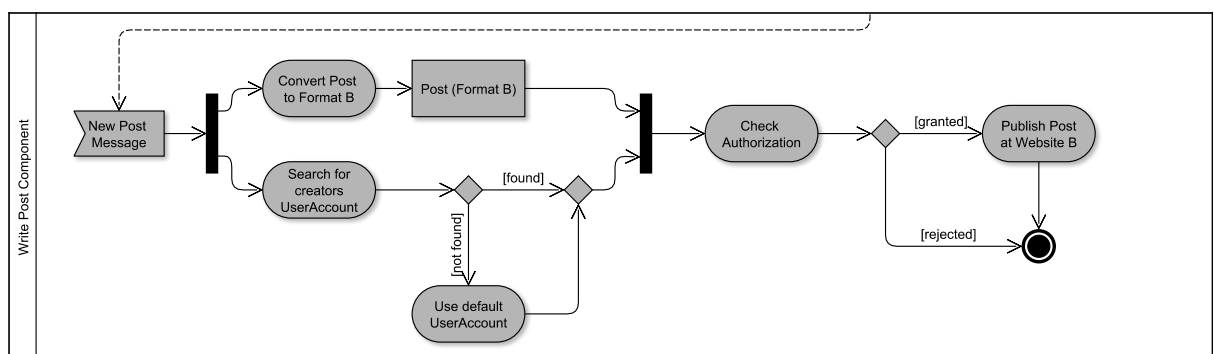 Write Post Component
New Post
Message
Convert Post
to Format B
Post (Format B)
Search for
creators
UserAccount
[found]
[not found]
Use default
UserAccount
Check
Authorization
[granted]
[rejected]
Publish Post
at Website B